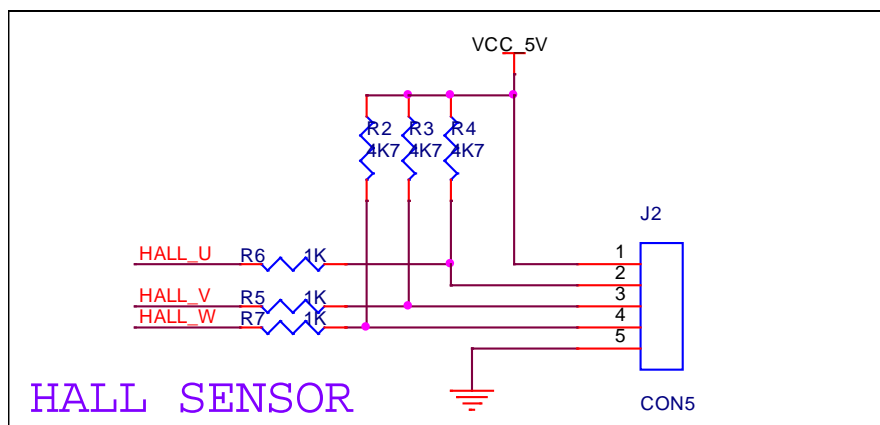 VCC_5V
R2 R3 R4
4K7 4K7 4K7
J2
HALL_U R6 1K 1
2
HALL_V R5 1K 3
HALL_W R7 1K 4
5
HALL SENSOR
CON5